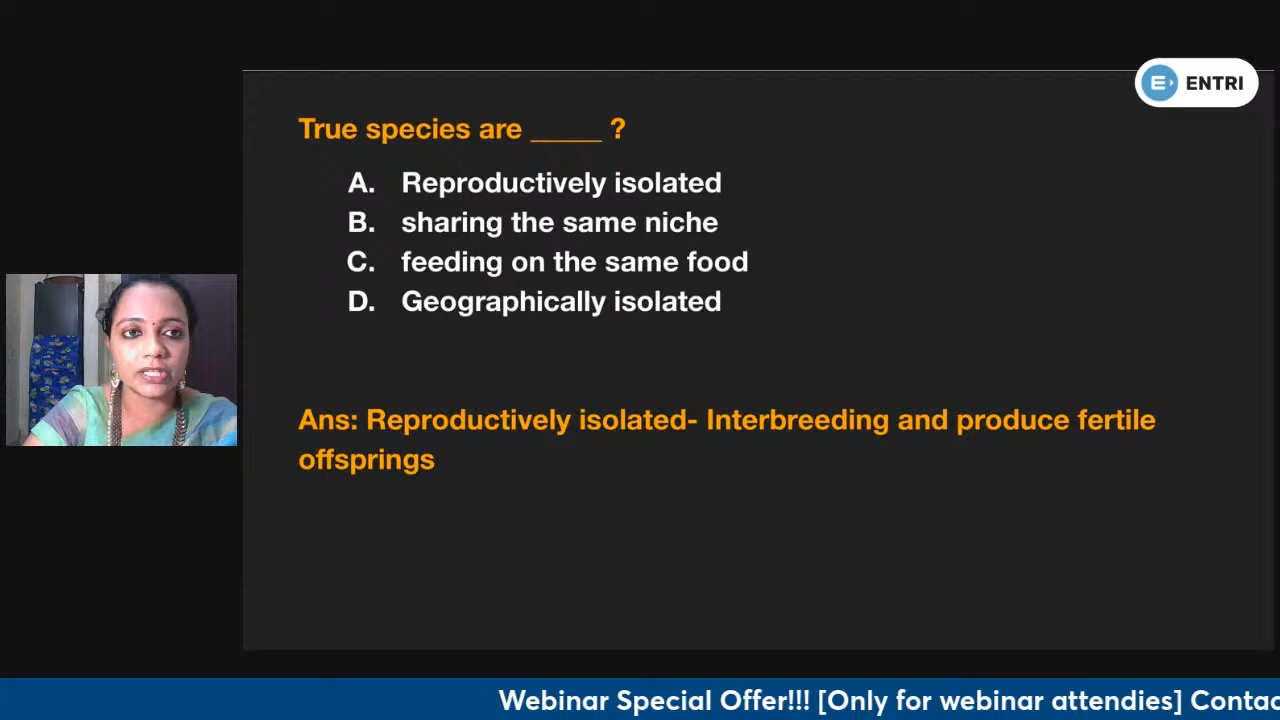 ENTRI
True species are _____ ?
A. Reproductively isolated
B. sharing the same niche
C. feeding on the same food
D. Geographically isolated
Ans: Reproductively isolated- Interbreeding and produce fertile
offsprings
Webinar Special Offer!!! [Only for webinar attendies] Contac